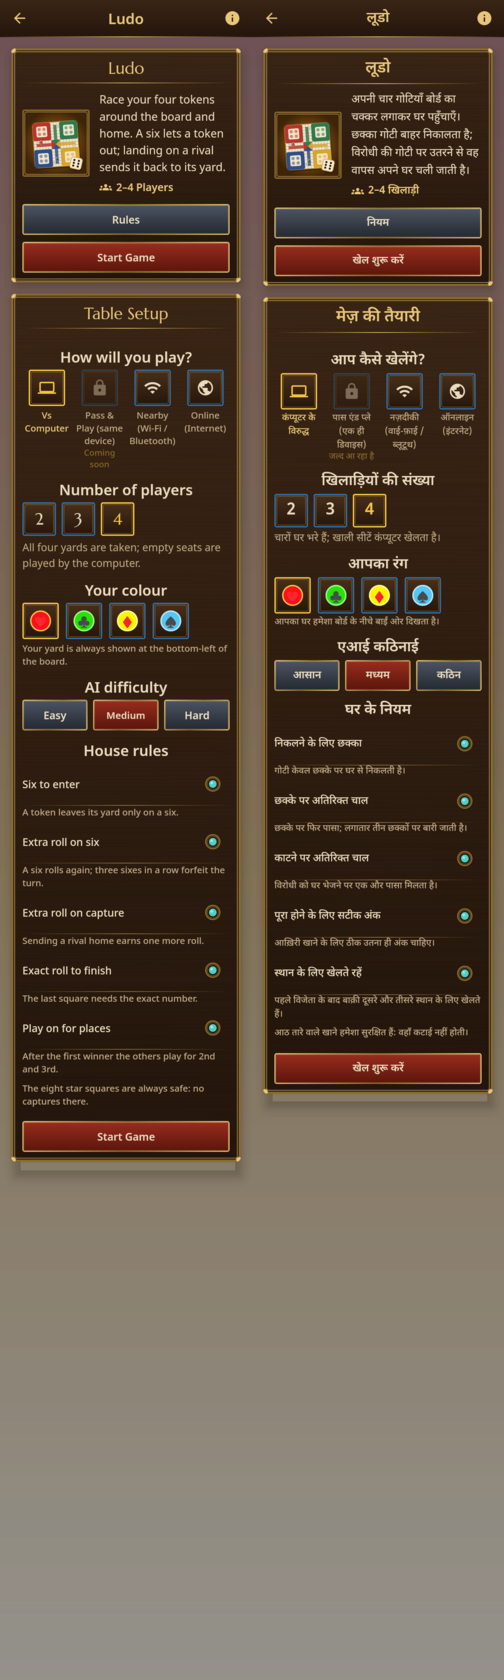 Ludo
Ludo
Race your four tokens
around the board and
home. A six lets a token
out; landing on a rival
sends it back to its yard.
2–4 Players
Rules
Start Game
Table Setup
How will you play?
Vs
Computer
Pass &
Play (same
device)
Coming
soon
Nearby
(Wi-Fi /
Bluetooth)
Online
(Internet)
Number of players
2 3 4
All four yards are taken; empty seats are
played by the computer.
Your colour
Your yard is always shown at the bottom-left of
the board.
AI difficulty
Easy Medium Hard
House rules
Six to enter
A token leaves its yard only on a six.
Extra roll on six
A six rolls again; three sixes in a row forfeit the
turn.
Extra roll on capture
Sending a rival home earns one more roll.
Exact roll to finish
The last square needs the exact number.
Play on for places
After the first winner the others play for 2nd
and 3rd.
The eight star squares are always safe: no
captures there.
Start Game
लूडो
लूडो
अपनी चार गोटियाँ बोर्ड का
चक्कर लगाकर घर पहुँचाएँ।
छक्का गोटी बाहर निकालता है;
विरोधी की गोटी पर उतरने से वह
वापस अपने घर चली जाती है।
2–4 खिलाड़ी
नियम
खेल शुरू करें
मेज़ की तैयारी
आप कैसे खेलेंगे?
कंप्यूटर के
विरुद्ध
पास एंड प्ले
(एक ही
डिवाइस)
जल्द आ रहा है
नज़दीकी
(वाई-फ़ाई /
ब्लूटूथ)
ऑनलाइन
(इंटरनेट)
खिलाड़ियों की संख्या
2 3 4
चारों घर भरे हैं; खाली सीटें कंप्यूटर खेलता है।
आपका रंग
आपका घर हमेशा बोर्ड के नीचे बाईं ओर दिखता है।
एआई कठिनाई
आसान मध्यम कठिन
घर के नियम
निकलने के लिए छक्का
गोटी केवल छक्के पर घर से निकलती है।
छक्के पर अतिरिक्त चाल
छक्के पर फिर पासा; लगातार तीन छक्कों पर बारी जाती है।
काटने पर अतिरिक्त चाल
विरोधी को घर भेजने पर एक और पासा मिलता है।
पूरा होने के लिए सटीक अंक
आख़िरी खाने के लिए ठीक उतना ही अंक चाहिए।
स्थान के लिए खेलते रहें
पहले विजेता के बाद बाक़ी दूसरे और तीसरे स्थान के लिए खेलते
हैं।
आठ तारे वाले खाने हमेशा सुरक्षित हैं: वहाँ कटाई नहीं होती।
खेल शुरू करें